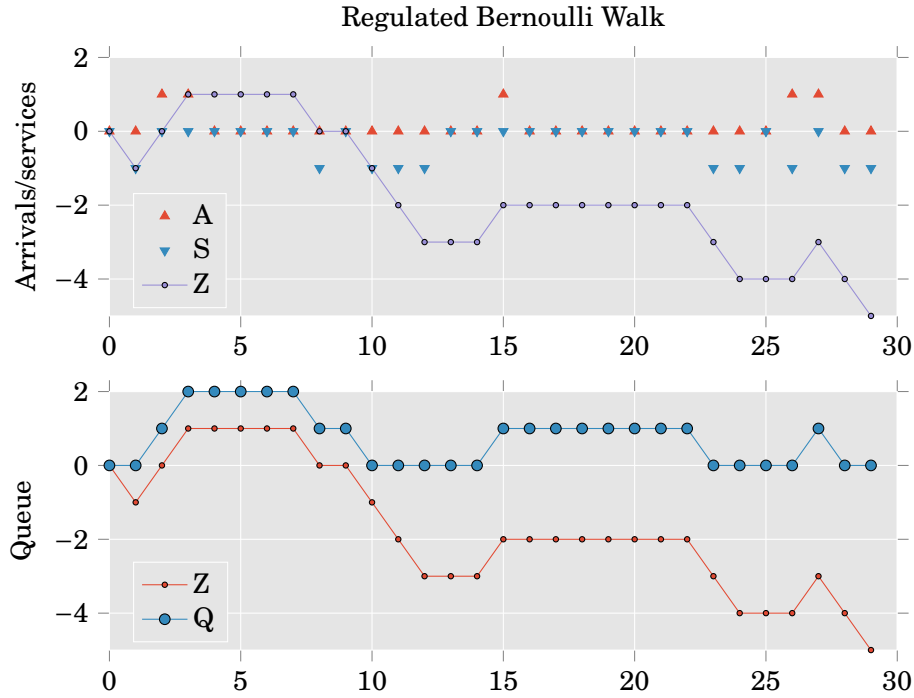 Regulated Bernoulli Walk
Arrivals/services
2
0
−2
−4
A
S
Z
0 5 10 15 20 25 30
Queue
2
0
−2
−4
Z
Q
0 5 10 15 20 25 30